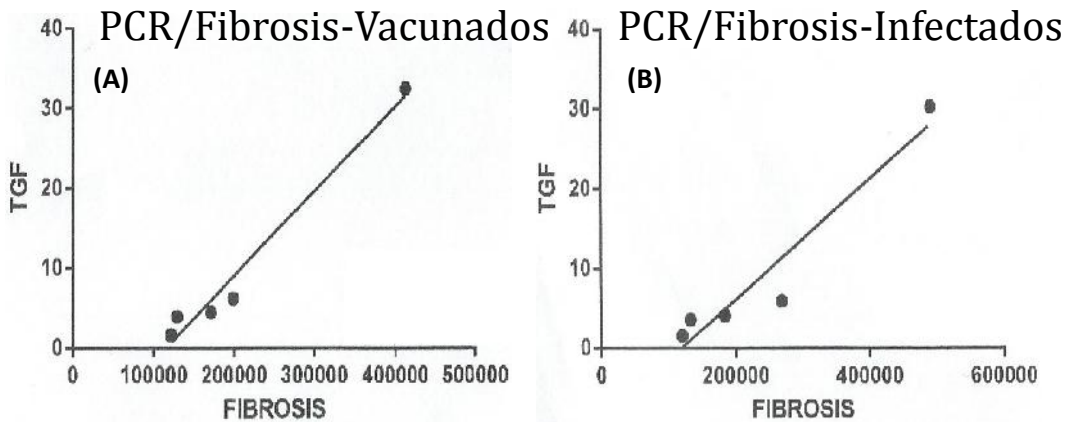 PCR/Fibrosis-Vacunados
(A)
40
30
20
10
0
TGF
0 100000 200000 300000 400000 500000
FIBROSIS
PCR/Fibrosis-Infectados
(B)
40
30
20
10
0
TGF
0 200000 400000 600000
FIBROSIS